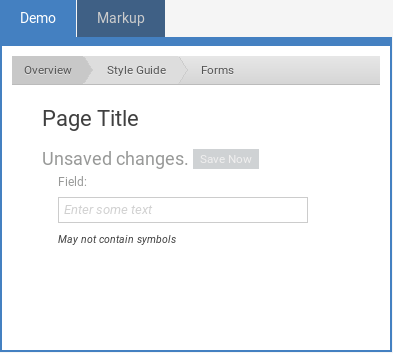 Demo Markup
Overview Style Guide Forms
Page Title
Unsaved changes. Save Now
Field:
Enter some text
May not contain symbols